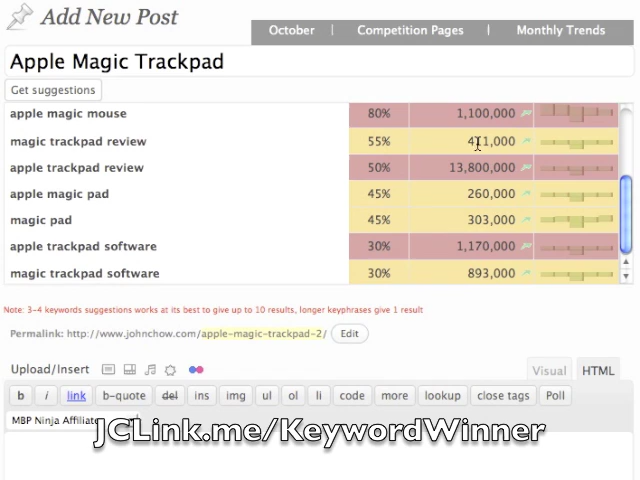 Add New Post
October | Competition Pages | Monthly Trends
Apple Magic Trackpad
Get suggestions
apple magic mouse 80% 1,100,000
magic trackpad review 55% 411,000
apple trackpad review 50% 13,800,000
apple magic pad 45% 260,000
magic pad 45% 303,000
apple trackpad software 30% 1,170,000
magic trackpad software 30% 893,000
Note: 3-4 keywords suggestions works at its best to give up to 10 results, longer keyphrases give 1 result
Permalink: http://www.johnchow.com/apple-magic-trackpad-2/ Edit
Upload/Insert Visual HTML
b i link b-quote del ins img ul ol li code more lookup close tags Poll
MBP Ninja Affiliate
JCLink.me/KeywordWinner